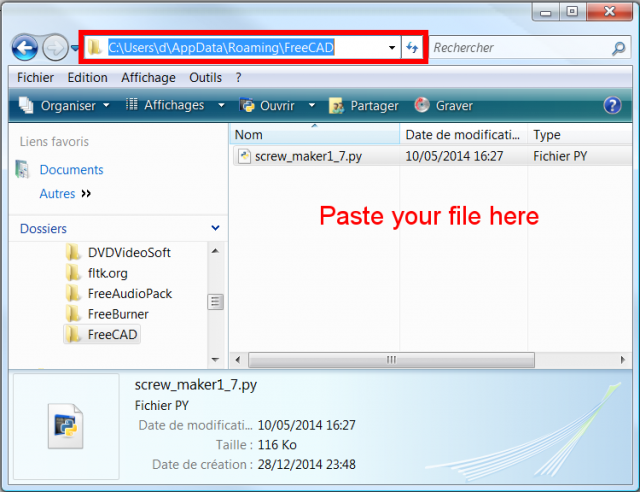 C:\Users\d\AppData\Roaming\FreeCAD
Rechercher
Fichier Edition Affichage Outils ?
Organiser Affichages Ouvrir Partager Graver
Liens favoris
Documents
Autres
Dossiers
DVDVideoSoft
fltk.org
FreeAudioPack
FreeBurner
FreeCAD
Nom Date de modificati... Type
screw_maker1_7.py 10/05/2014 16:27 Fichier PY
Paste your file here
screw_maker1_7.py
Fichier PY
Date de modificati... 10/05/2014 16:27
Taille : 116 Ko
Date de création : 28/12/2014 23:48